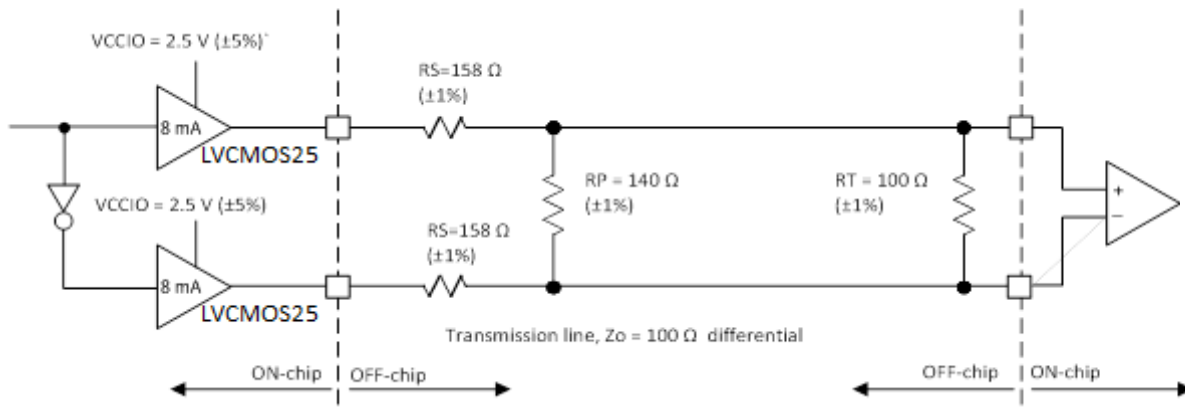 VCCIO = 2.5 V (±5%)`
8 mA
LVCMOS25
RS=158 Ω
(±1%)
RP = 140 Ω
(±1%)
RT = 100 Ω
(±1%)
+
−
VCCIO = 2.5 V (±5%)
8 mA
LVCMOS25
RS=158 Ω
(±1%)
Transmission line, Zo = 100 Ω differential
ON-chip
OFF-chip
OFF-chip
ON-chip